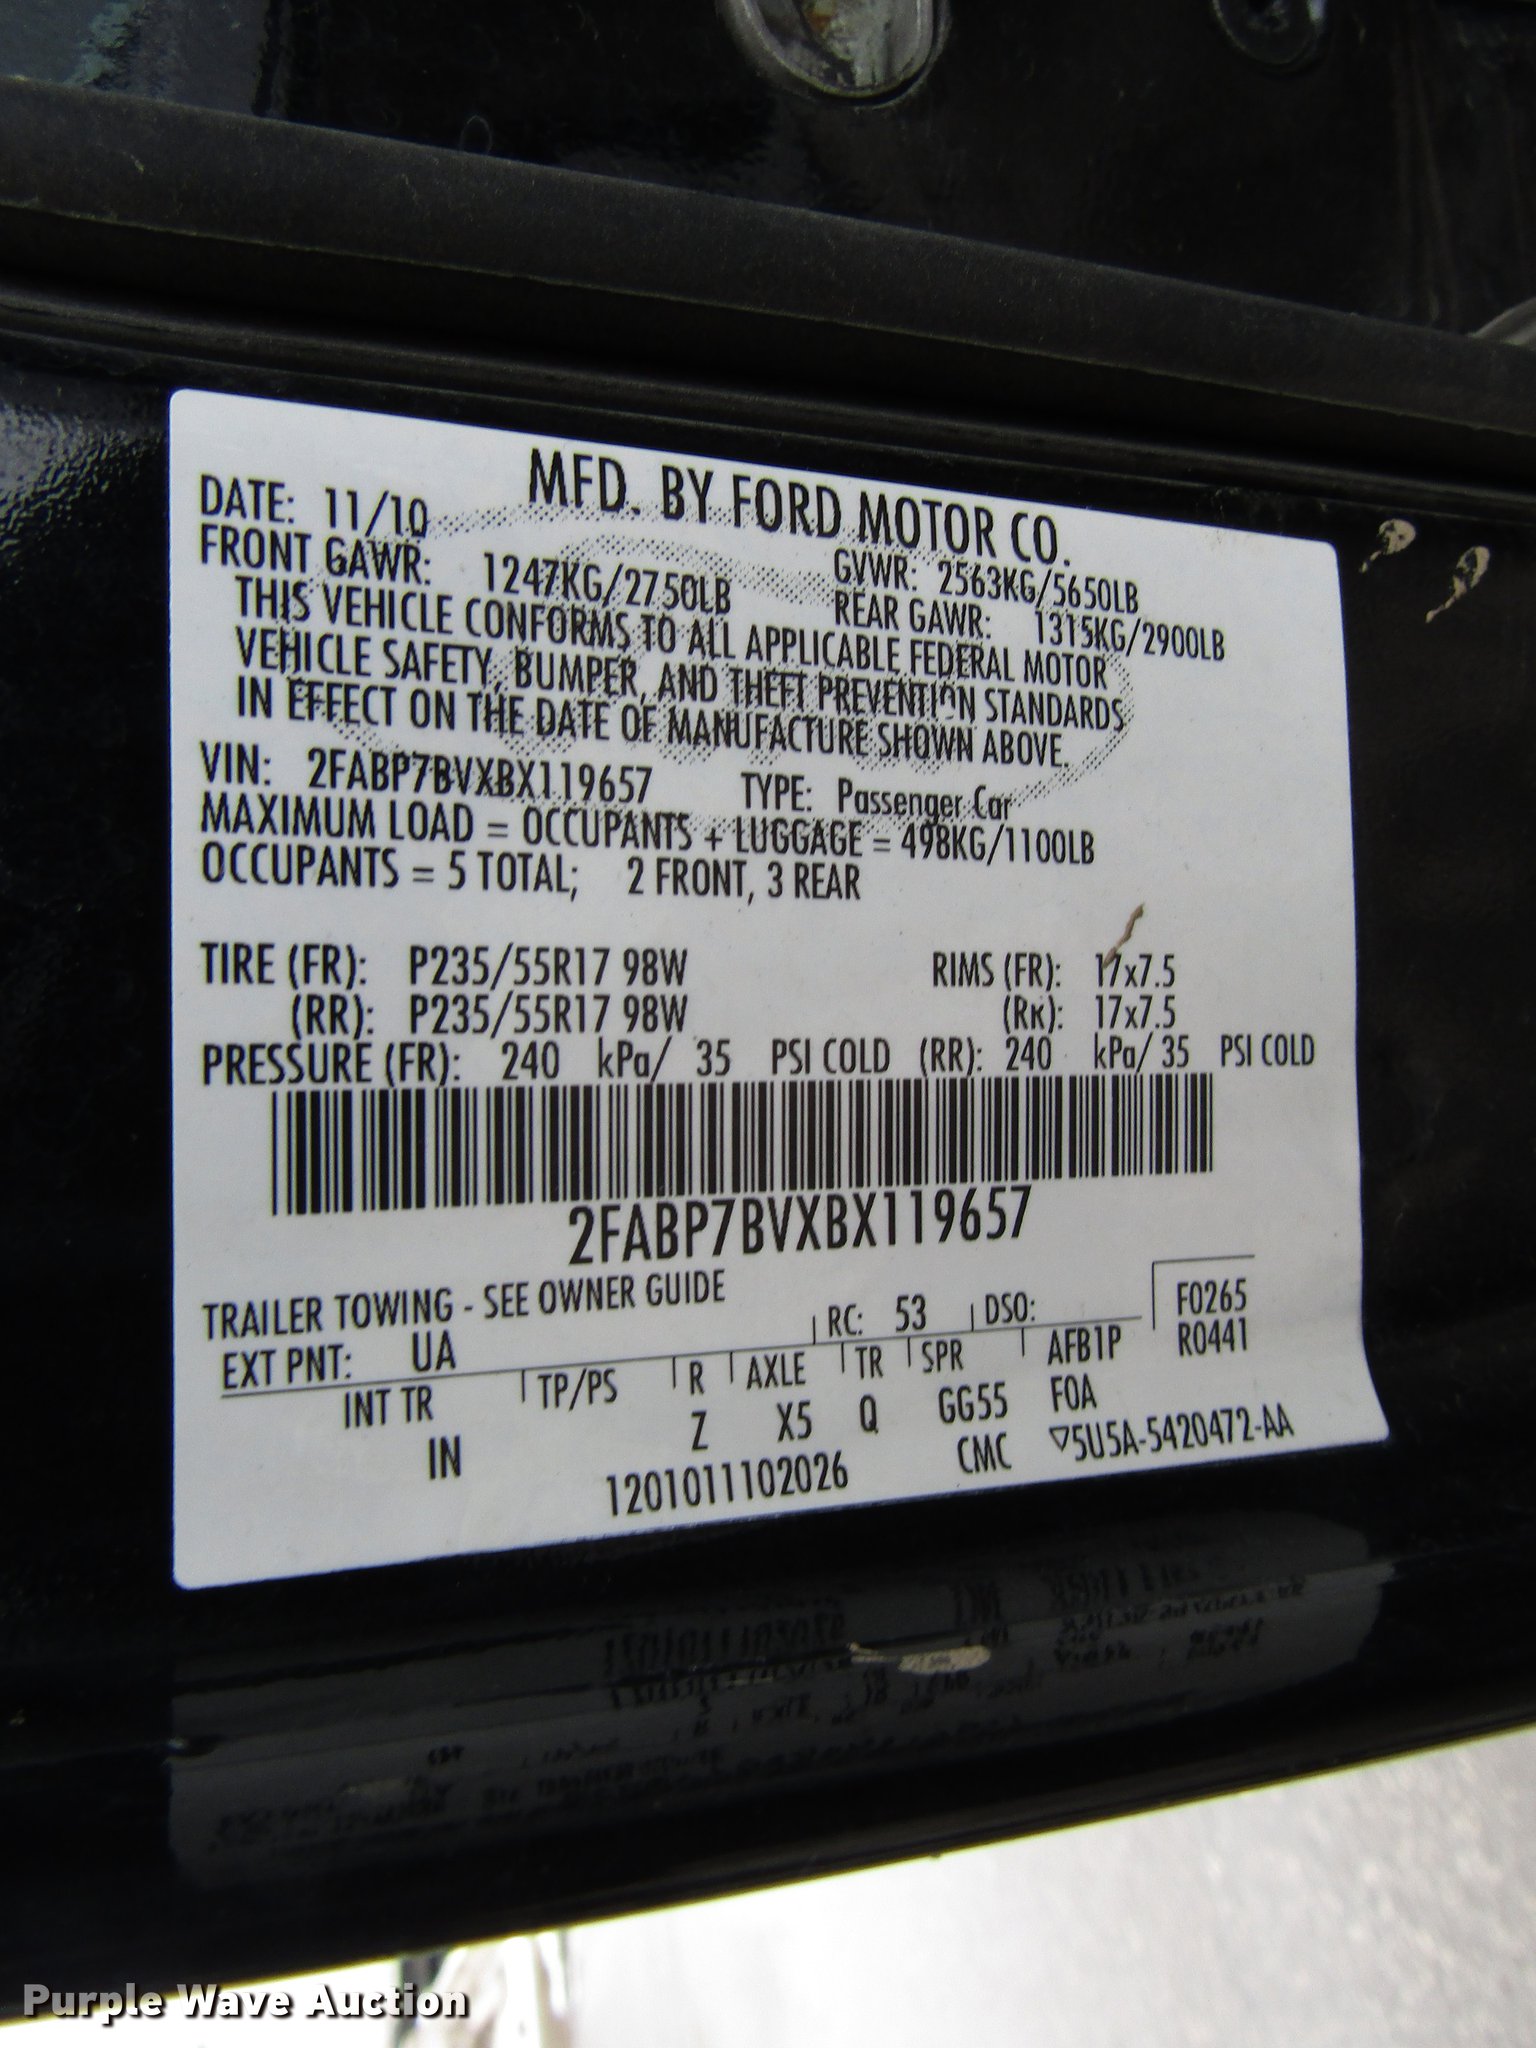 MFD. BY FORD MOTOR CO.
DATE: 11/10 GVWR: 2563KG/5650LB
FRONT GAWR: 1247KG/2750LB REAR GAWR: 1315KG/2900LB
THIS VEHICLE CONFORMS TO ALL APPLICABLE FEDERAL MOTOR
VEHICLE SAFETY, BUMPER, AND THEFT PREVENTION STANDARDS
IN EFFECT ON THE DATE OF MANUFACTURE SHOWN ABOVE.
VIN: 2FABP7BVXBX119657 TYPE: Passenger Car
MAXIMUM LOAD = OCCUPANTS + LUGGAGE = 498KG/1100LB
OCCUPANTS = 5 TOTAL; 2 FRONT, 3 REAR
TIRE (FR): P235/55R17 98W RIMS (FR): 17x7.5
(RR): P235/55R17 98W (RR): 17x7.5
PRESSURE (FR): 240 kPa/ 35 PSI COLD (RR): 240 kPa/ 35 PSI COLD
2FABP7BVXBX119657
TRAILER TOWING - SEE OWNER GUIDE F0265
EXT PNT: UA RC: 53 DSO: R0441
INT TR TP/PS R AXLE TR SPR AFB1P
IN Z X5 Q GG55 F0A
1201011102026 CMC ▽5U5A-5420472-AA
Purple Wave Auction